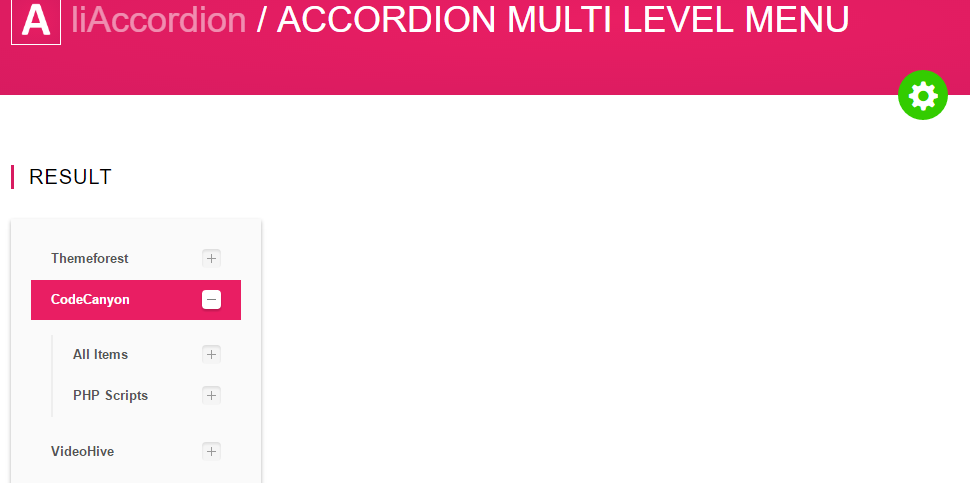 A liAccordion / ACCORDION MULTI LEVEL MENU
RESULT
Themeforest
CodeCanyon
All Items
PHP Scripts
VideoHive